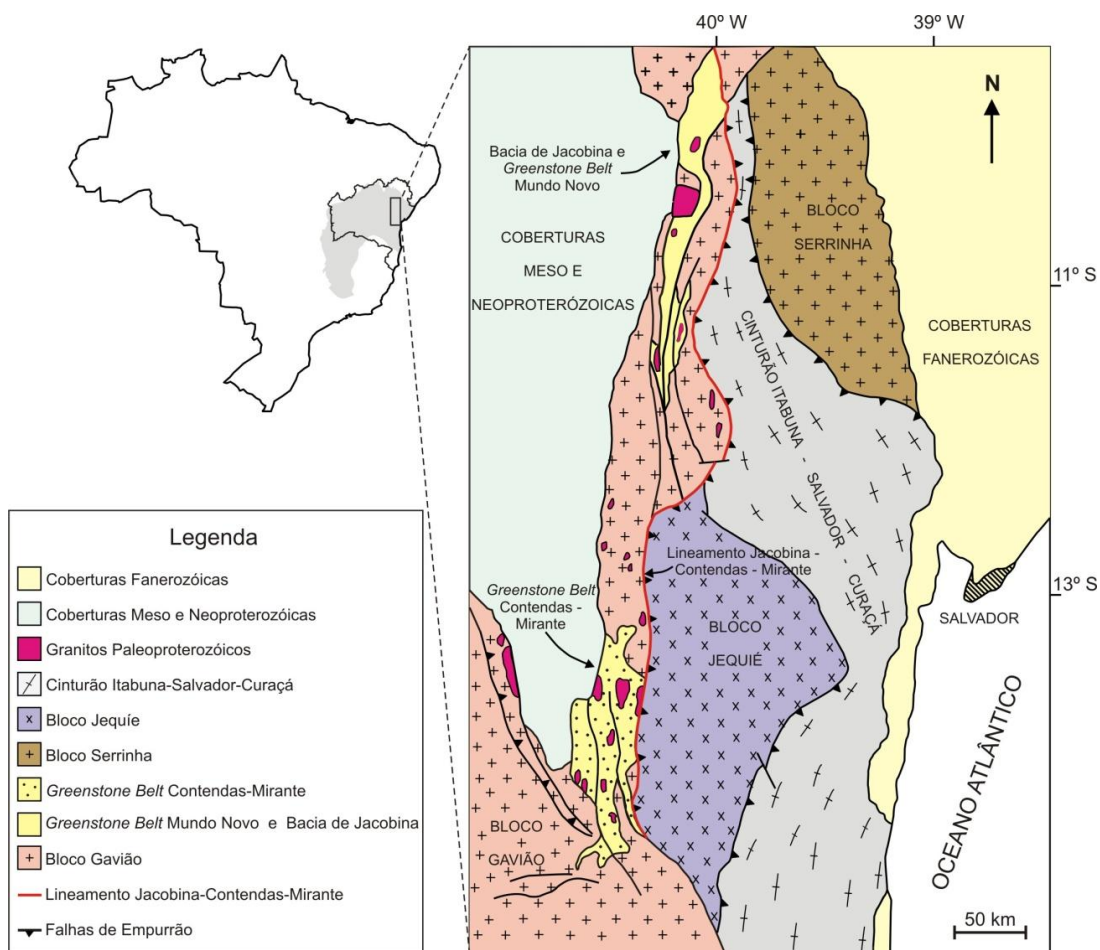 40º W
39º W
N
Bacia de Jacobina e
Greenstone Belt
Mundo Novo
COBERTURAS
MESO E
NEOPROTERÓZOICAS
BLOCO
SERRINHA
11º S
COBERTURAS
FANEROZÓICAS
CINTURÃO ITABUNA - SALVADOR - CURAÇÁ
Lineamento Jacobina -
Contendas - Mirante
Greenstone Belt
Contendas -
Mirante
13º S
SALVADOR
BLOCO
JEQUIÉ
BLOCO
GAVIÃO
OCEANO ATLÂNTICO
50 km
Legenda
Coberturas Fanerozóicas
Coberturas Meso e Neoproterozóicas
Granitos Paleoproterozóicos
Cinturão Itabuna-Salvador-Curaçá
Bloco Jequíe
Bloco Serrinha
Greenstone Belt Contendas-Mirante
Greenstone Belt Mundo Novo e Bacia de Jacobina
Bloco Gavião
Lineamento Jacobina-Contendas-Mirante
Falhas de Empurrão